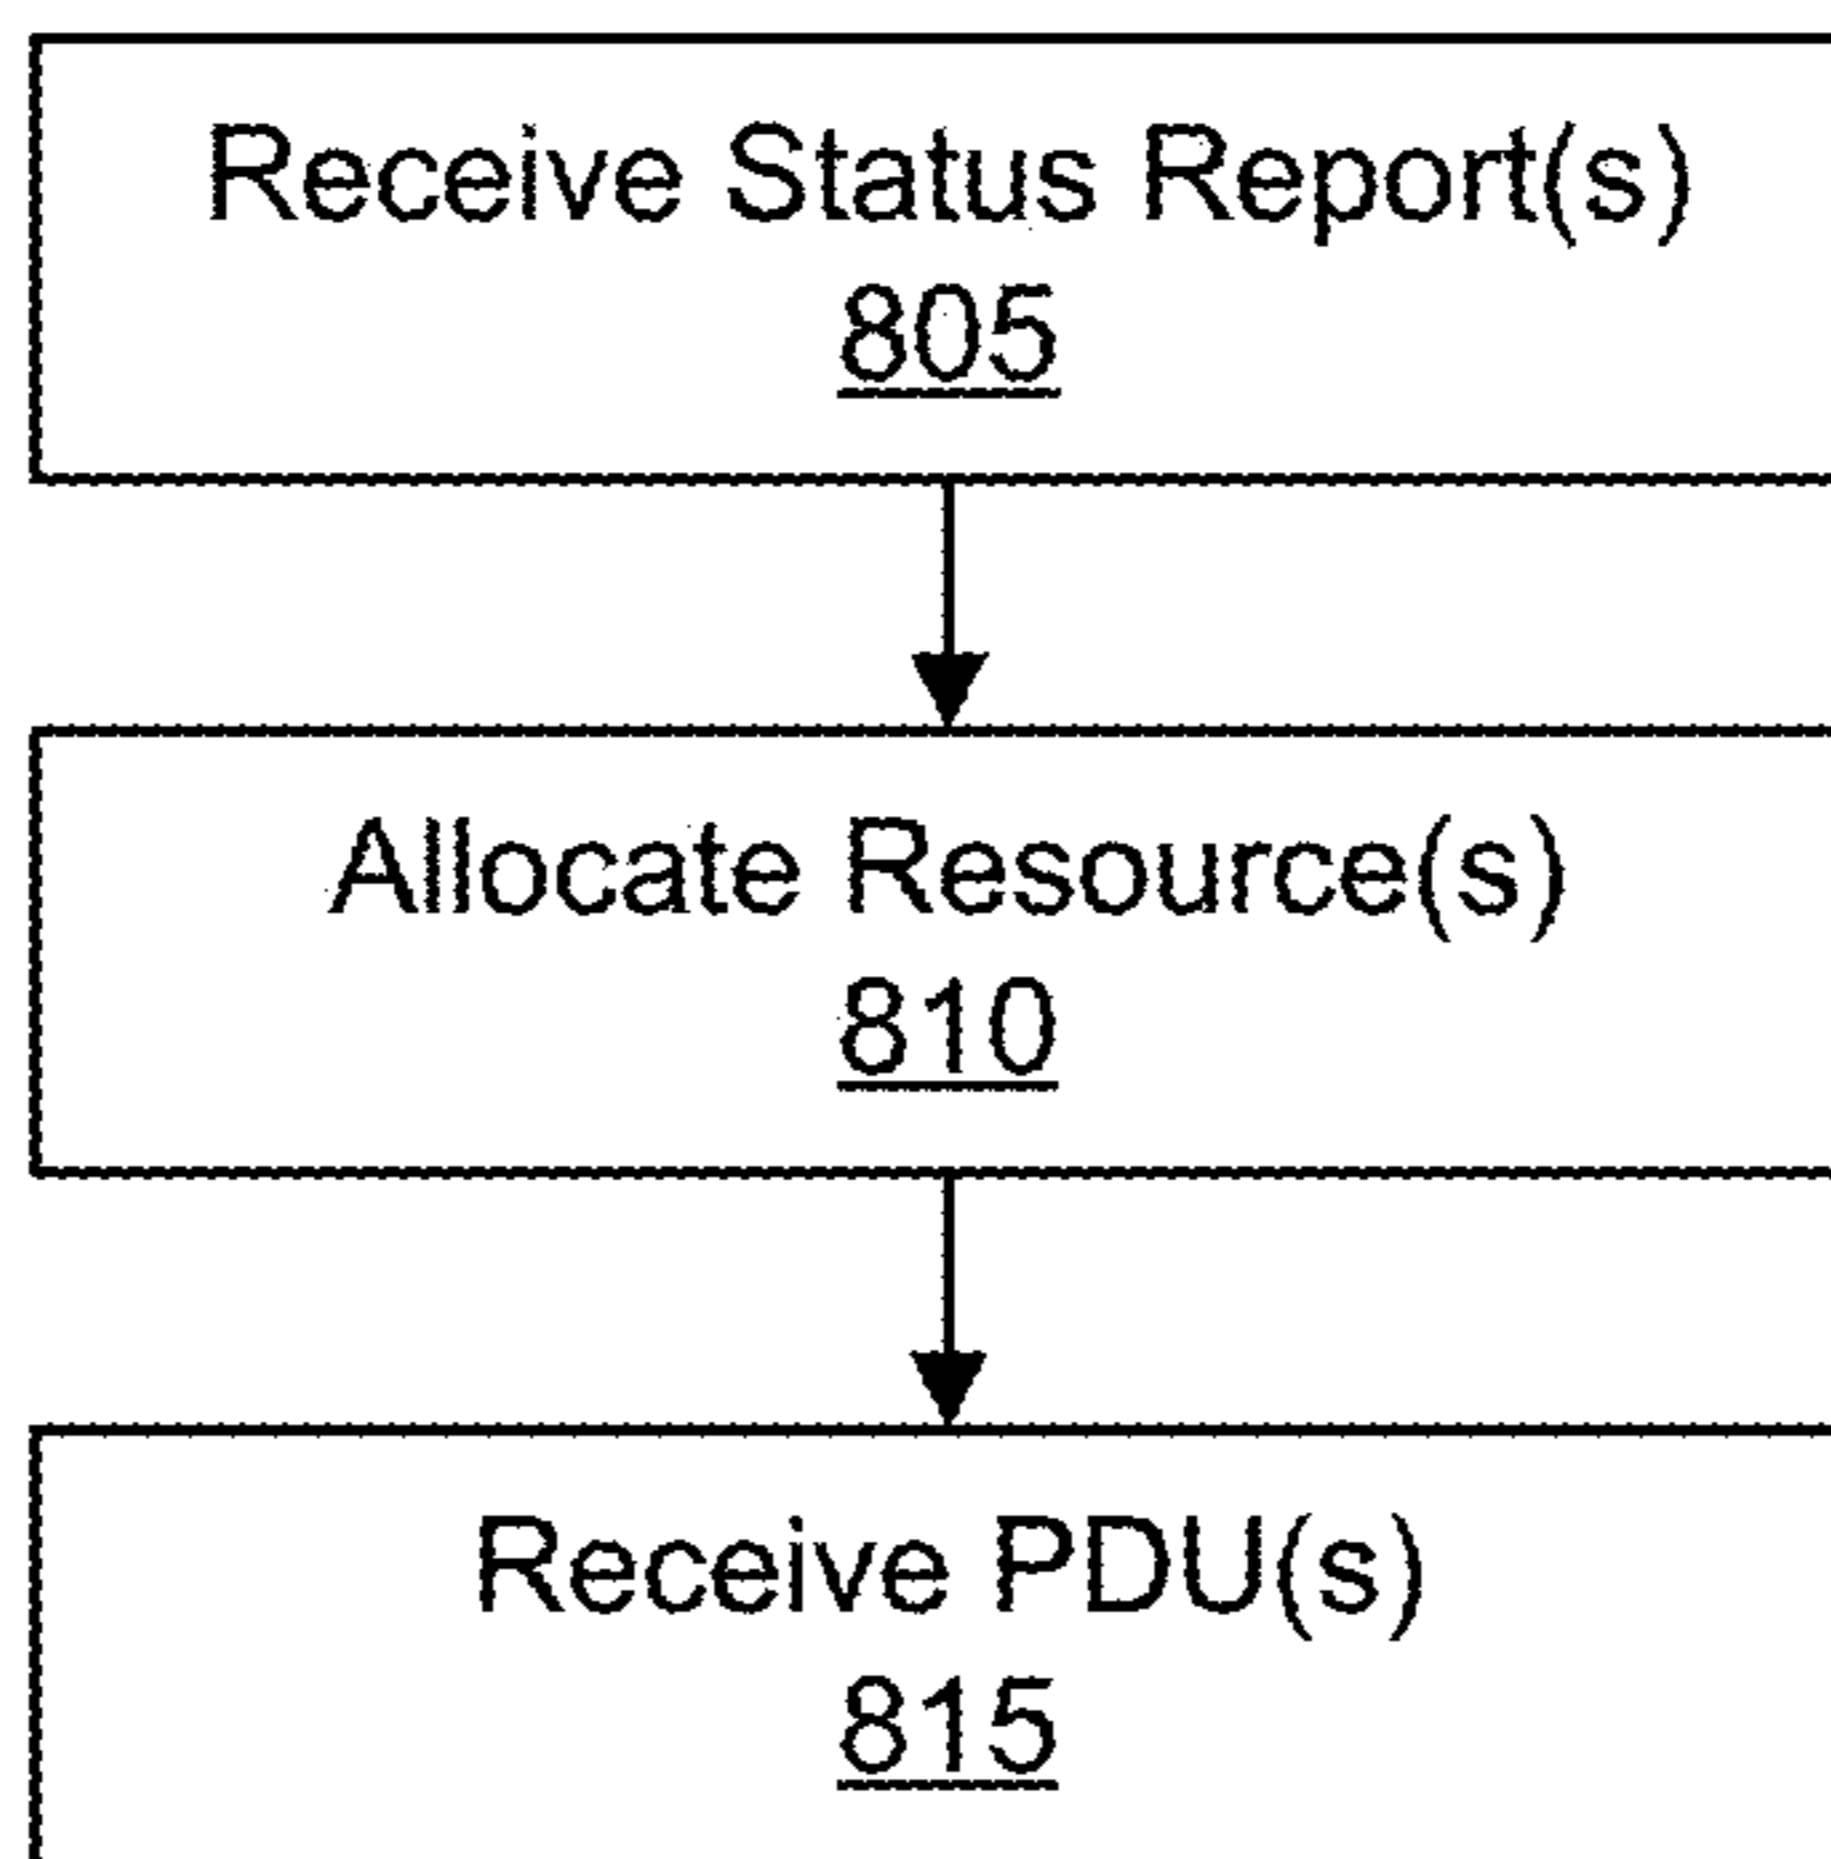 Receive Status Report(s)
805
Allocate Resource(s)
810
Receive PDU(s)
815